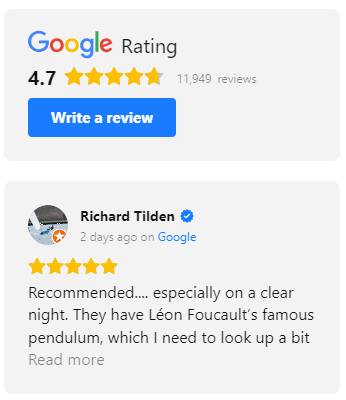 Google Rating
4.7 11,949 reviews
Write a review
Richard Tilden
2 days ago on Google
Recommended.... especially on a clear
night. They have Léon Foucault's famous
pendulum, which I need to look up a bit
Read more